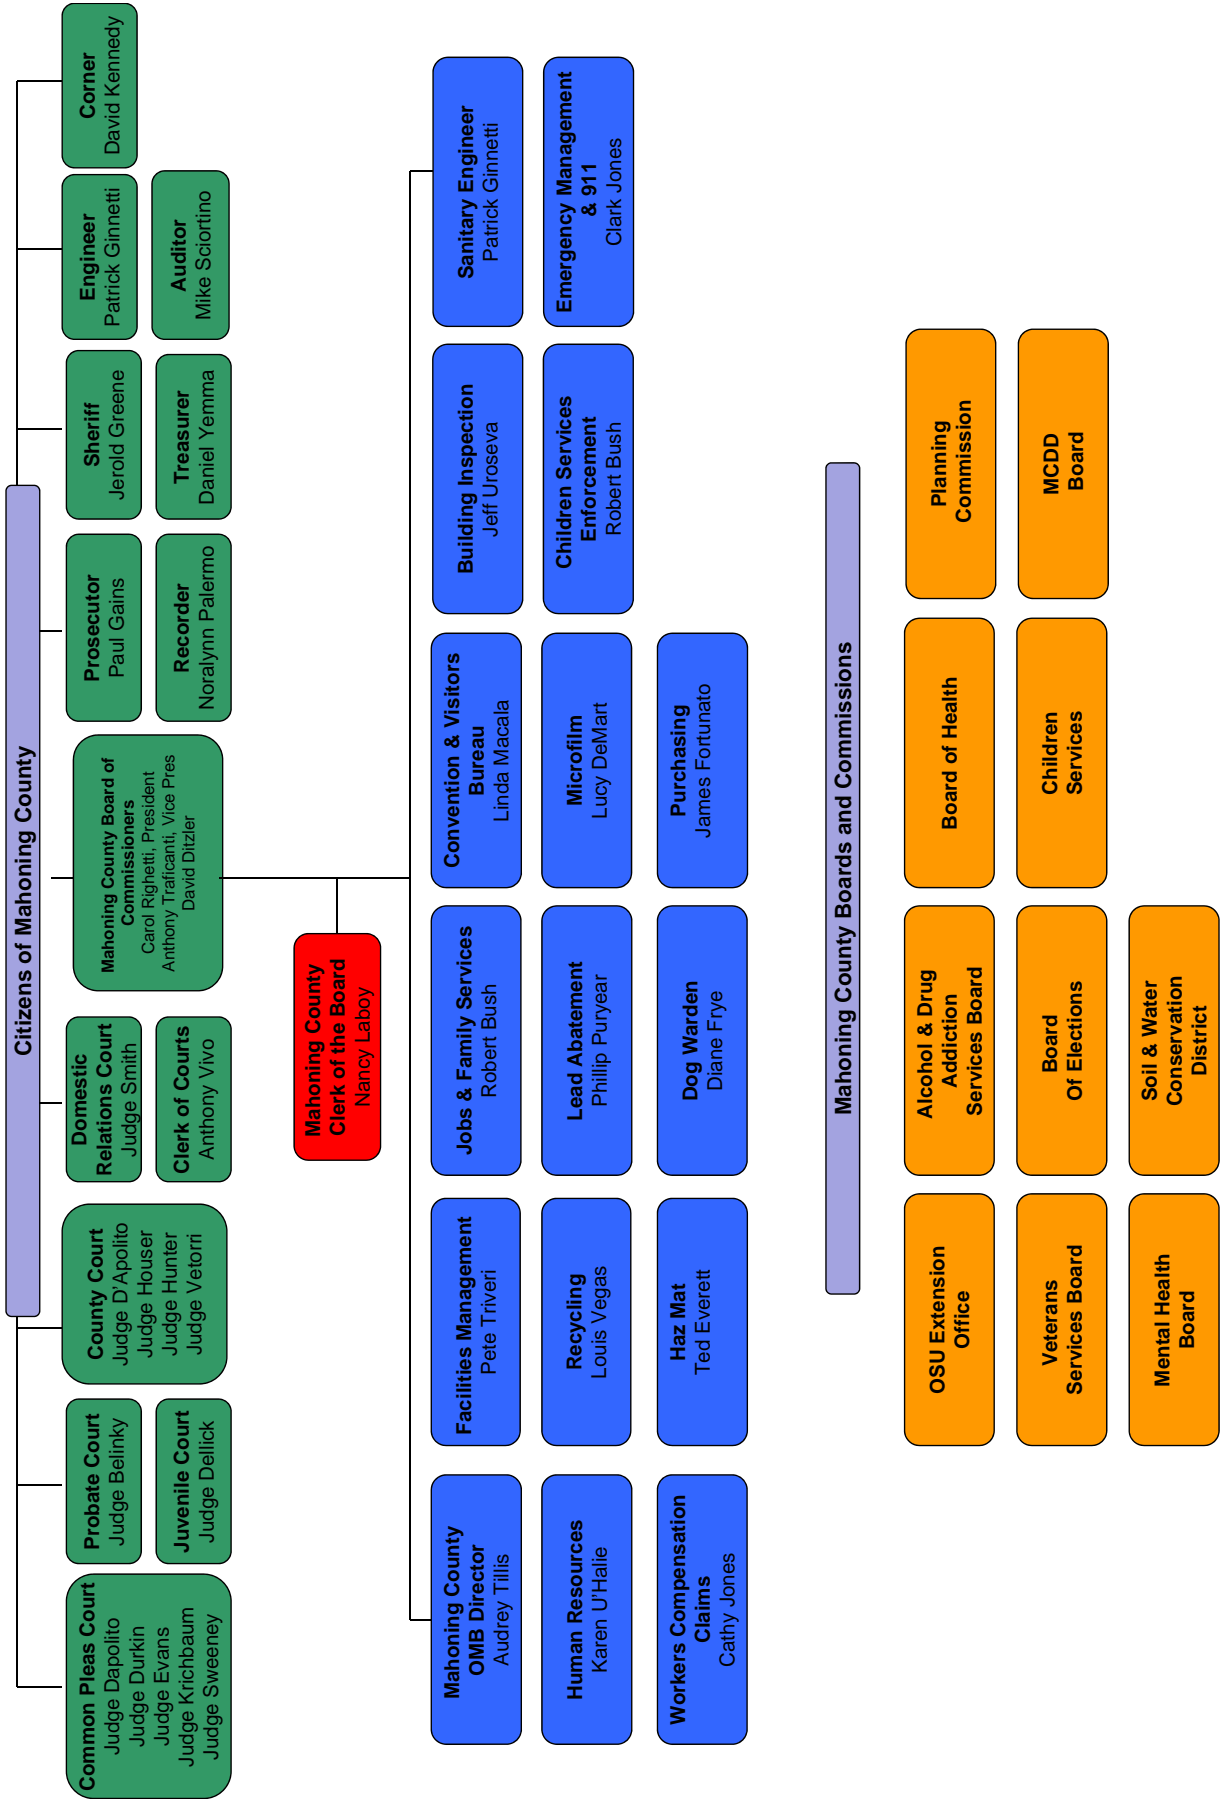 Citizens of Mahoning County
Common Pleas Court
Judge Dapolito
Judge Durkin
Judge Evans
Judge Krichbaum
Judge Sweeney
Probate Court
Judge Belinky
Juvenile Court
Judge Dellick
County Court
Judge D'Apolito
Judge Houser
Judge Hunter
Judge Vetorri
Domestic
Relations Court
Judge Smith
Clerk of Courts
Anthony Vivo
Mahoning County Board of
Commissioners
Carol Righetti, President
Anthony Traficanti, Vice Pres
David Ditzler
Prosecutor
Paul Gains
Recorder
Noralynn Palermo
Sheriff
Jerold Greene
Treasurer
Daniel Yemma
Engineer
Patrick Ginnetti
Auditor
Mike Sciortino
Corner
David Kennedy
Mahoning County
Clerk of the Board
Nancy Laboy
Mahoning County
OMB Director
Audrey Tillis
Facilities Management
Pete Triveri
Jobs & Family Services
Robert Bush
Convention & Visitors
Bureau
Linda Macala
Building Inspection
Jeff Uroseva
Sanitary Engineer
Patrick Ginnetti
Human Resources
Karen U'Halie
Recycling
Louis Vegas
Lead Abatement
Phillip Puryear
Microfilm
Lucy DeMart
Children Services
Enforcement
Robert Bush
Emergency Management
& 911
Clark Jones
Workers Compensation
Claims
Cathy Jones
Haz Mat
Ted Everett
Dog Warden
Diane Frye
Purchasing
James Fortunato
Mahoning County Boards and Commissions
OSU Extension
Office
Alcohol & Drug
Addiction
Services Board
Board of Health
Planning
Commission
Veterans
Services Board
Board
Of Elections
Children
Services
MCDD
Board
Mental Health
Board
Soil & Water
Conservation
District